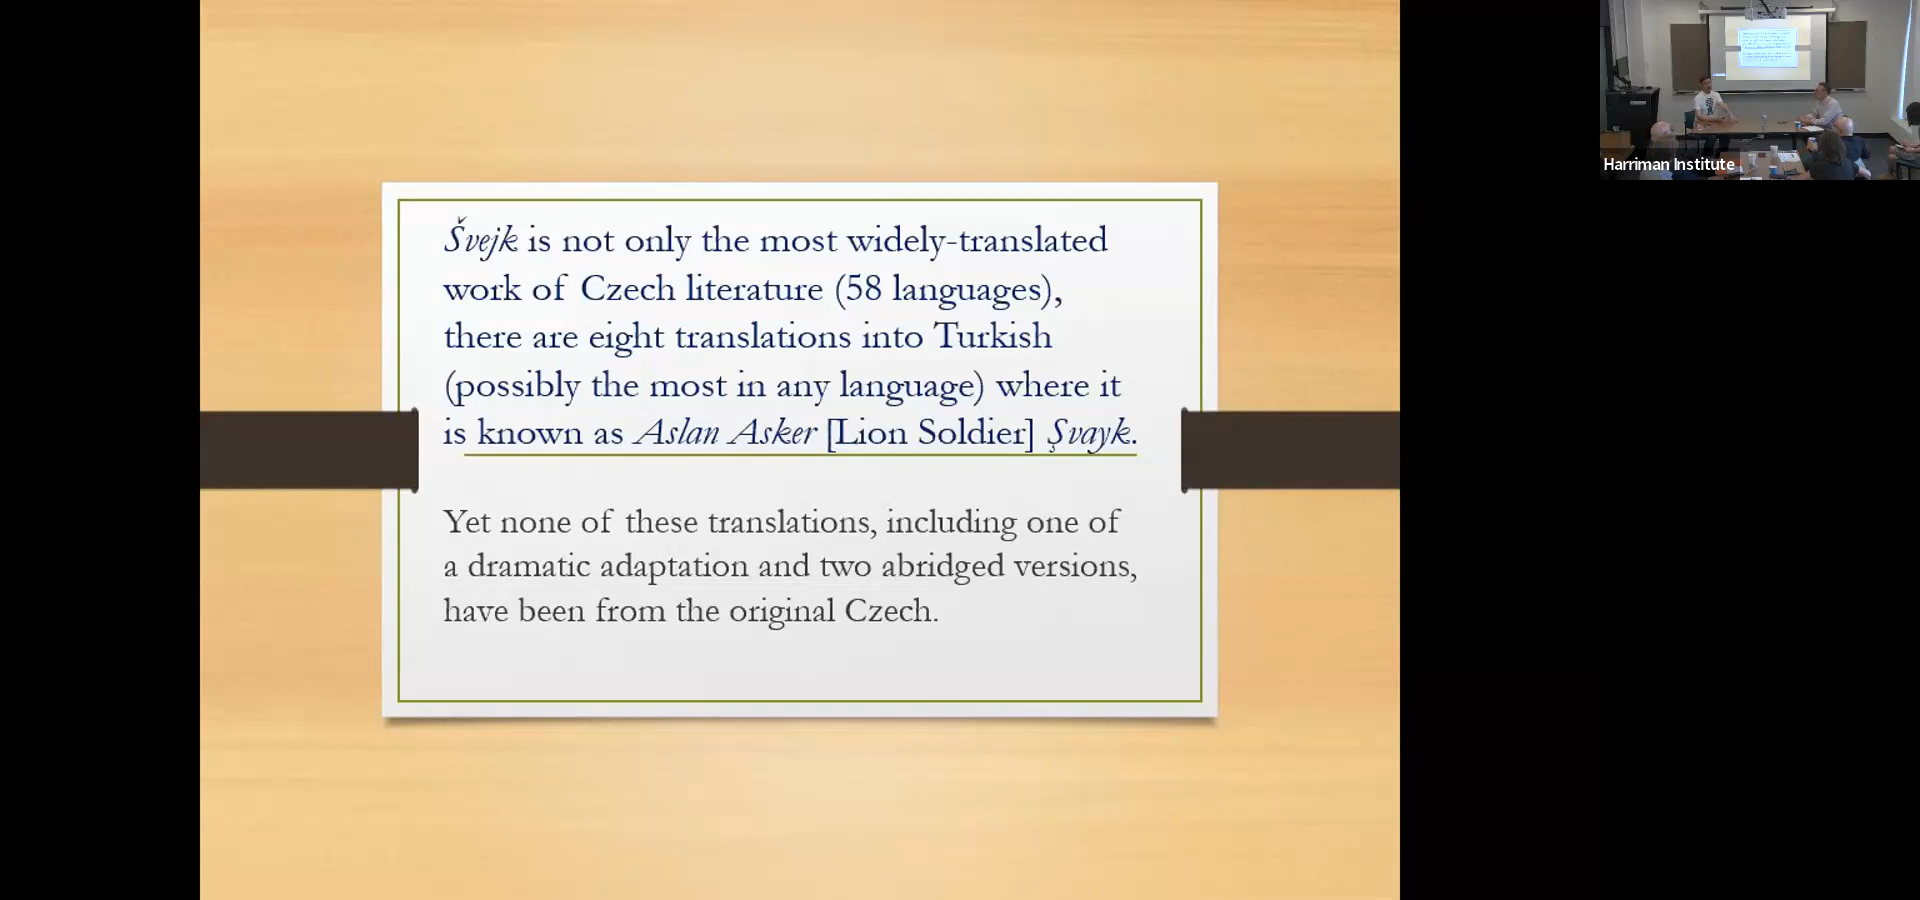 Švejk is not only the most widely-translated
work of Czech literature (58 languages),
there are eight translations into Turkish
(possibly the most in any language) where it
is known as Aslan Asker [Lion Soldier] Şvayk.
Yet none of these translations, including one of
a dramatic adaptation and two abridged versions,
have been from the original Czech.
Harriman Institute